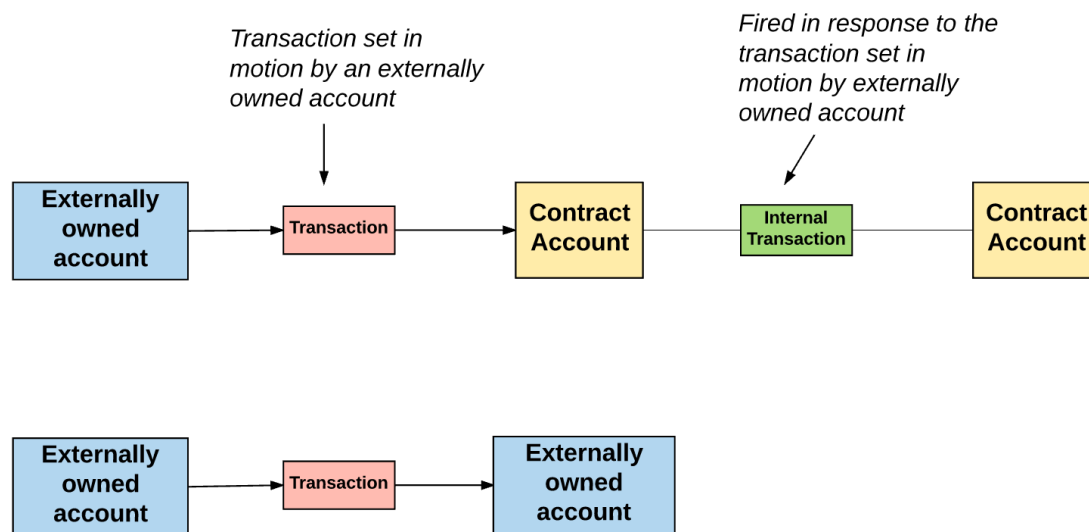 Transaction set in
motion by an externally
owned account
Fired in response to the
transaction set in
motion by externally
owned account
Externally
owned
account
Transaction
Contract
Account
Internal
Transaction
Contract
Account
Externally
owned
account
Transaction
Externally
owned
account